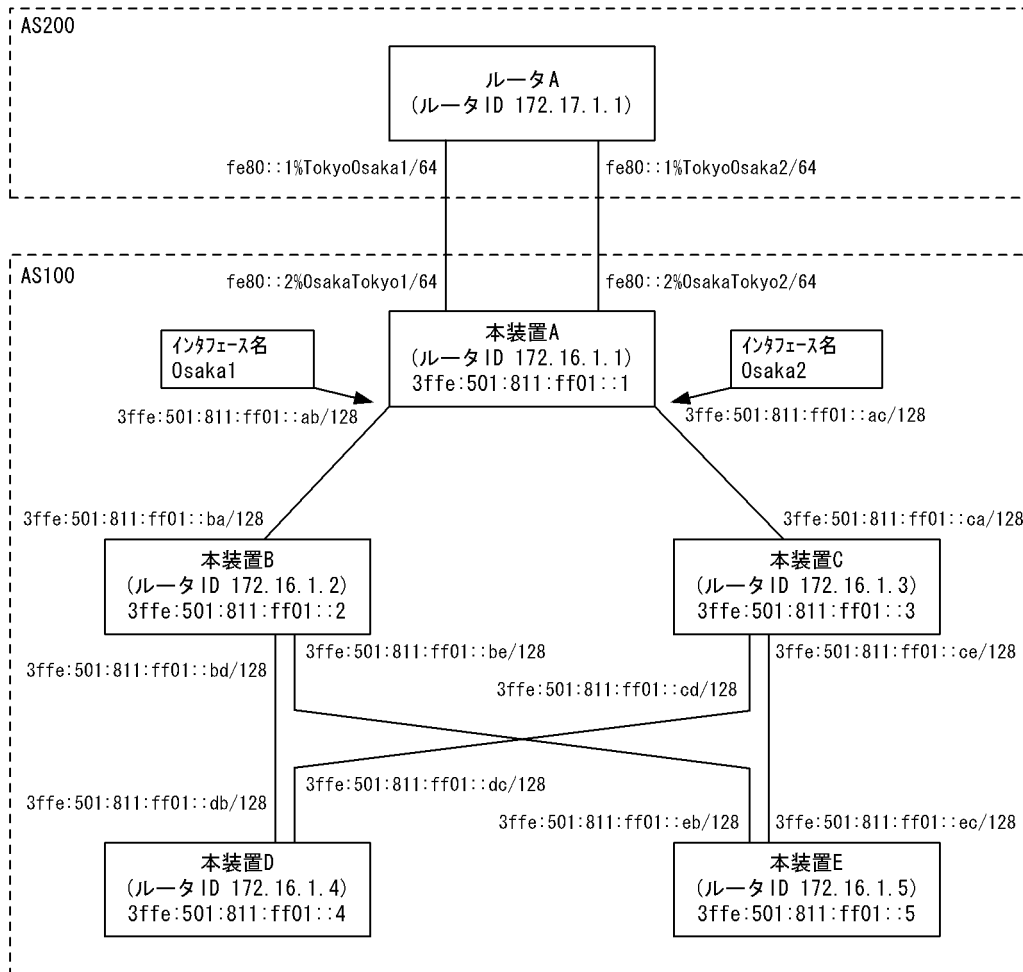 AS200
ルータA
(ルータID 172.17.1.1)
fe80::1%TokyoOsaka1/64
fe80::1%TokyoOsaka2/64
AS100
fe80::2%OsakaTokyo1/64
fe80::2%OsakaTokyo2/64
本装置A
(ルータID 172.16.1.1)
3ffe:501:811:ff01::1
ｲﾝﾀﾌｪｰｽ名
Osaka1
ｲﾝﾀﾌｪｰｽ名
Osaka2
3ffe:501:811:ff01::ab/128
3ffe:501:811:ff01::ac/128
3ffe:501:811:ff01::ba/128
3ffe:501:811:ff01::ca/128
本装置B
(ルータID 172.16.1.2)
3ffe:501:811:ff01::2
本装置C
(ルータID 172.16.1.3)
3ffe:501:811:ff01::3
3ffe:501:811:ff01::bd/128
3ffe:501:811:ff01::be/128
3ffe:501:811:ff01::cd/128
3ffe:501:811:ff01::ce/128
3ffe:501:811:ff01::db/128
3ffe:501:811:ff01::dc/128
3ffe:501:811:ff01::eb/128
3ffe:501:811:ff01::ec/128
本装置D
(ルータID 172.16.1.4)
3ffe:501:811:ff01::4
本装置E
(ルータID 172.16.1.5)
3ffe:501:811:ff01::5